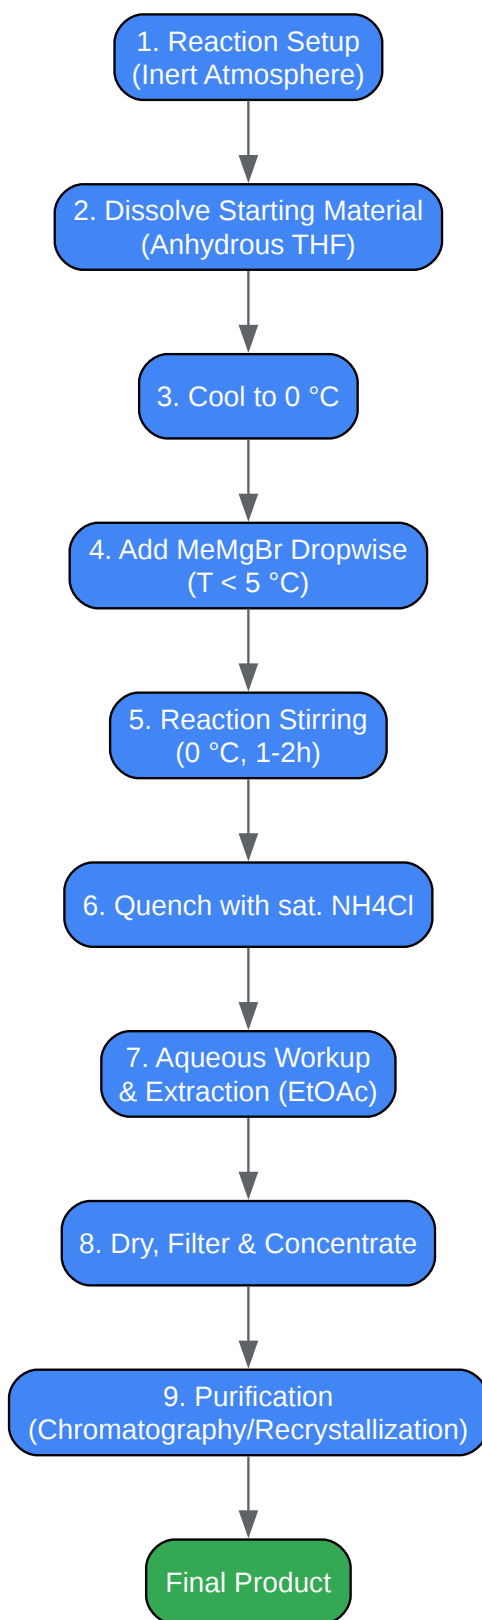 1. Reaction Setup
(Inert Atmosphere)
2. Dissolve Starting Material
(Anhydrous THF)
3. Cool to 0 °C
4. Add MeMgBr Dropwise
(T < 5 °C)
5. Reaction Stirring
(0 °C, 1-2h)
6. Quench with sat. NH4Cl
7. Aqueous Workup
& Extraction (EtOAc)
8. Dry, Filter & Concentrate
9. Purification
(Chromatography/Recrystallization)
Final Product